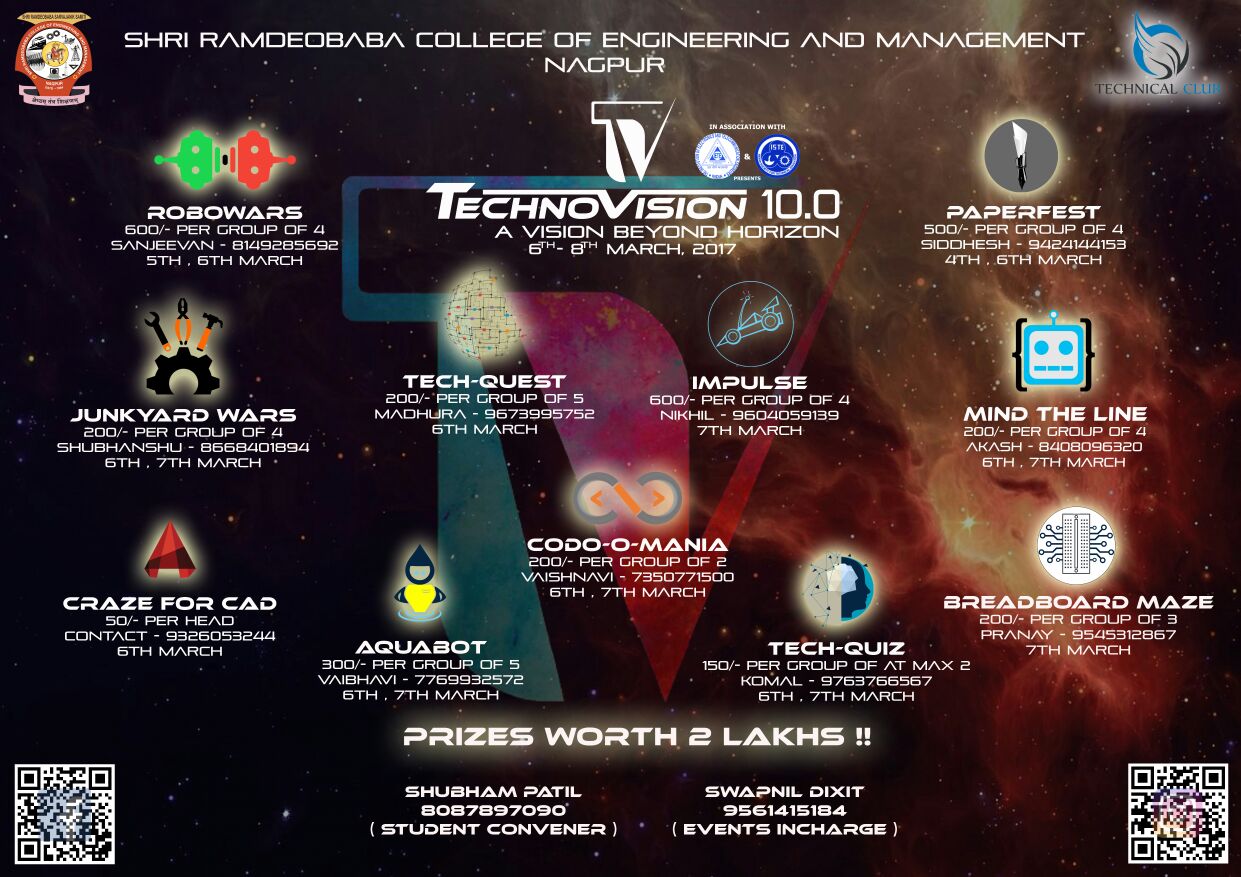 SHRI RAMDEOBABA SARVAJANIK SAMITI
NAGPUR
SHRI RAMDEOBABA COLLEGE OF ENGINEERING AND MANAGEMENT
NAGPUR
TECHNICAL CLUB
TV
IN ASSOCIATION WITH
&
ISTE
PRESENTS
TECHNOVISION 10.0
A VISION BEYOND HORIZON
6TH- 8TH MARCH, 2017
ROBOWARS
600/- PER GROUP OF 4
SANJEEVAN - 8149285692
5TH , 6TH MARCH
PAPERFEST
500/- PER GROUP OF 4
SIDDHESH - 9424144153
4TH , 6TH MARCH
JUNKYARD WARS
200/- PER GROUP OF 4
SHUBHANSHU - 8668401894
6TH , 7TH MARCH
TECH-QUEST
200/- PER GROUP OF 5
MADHURA - 9673995752
6TH MARCH
IMPULSE
600/- PER GROUP OF 4
NIKHIL - 9604059139
7TH MARCH
MIND THE LINE
200/- PER GROUP OF 4
AKASH - 8408096320
6TH , 7TH MARCH
CODO-O-MANIA
200/- PER GROUP OF 2
VAISHNAVI - 7350771500
6TH , 7TH MARCH
CRAZE FOR CAD
50/- PER HEAD
CONTACT - 9326053244
6TH MARCH
AQUABOT
300/- PER GROUP OF 5
VAIBHAVI - 7769932572
6TH , 7TH MARCH
TECH-QUIZ
150/- PER GROUP OF AT MAX 2
KOMAL - 9763766567
6TH , 7TH MARCH
BREADBOARD MAZE
200/- PER GROUP OF 3
PRANAY - 9545312867
7TH MARCH
PRIZES WORTH 2 LAKHS !!
SHUBHAM PATIL
8087897090
( STUDENT CONVENER )
SWAPNIL DIXIT
9561415184
( EVENTS INCHARGE )